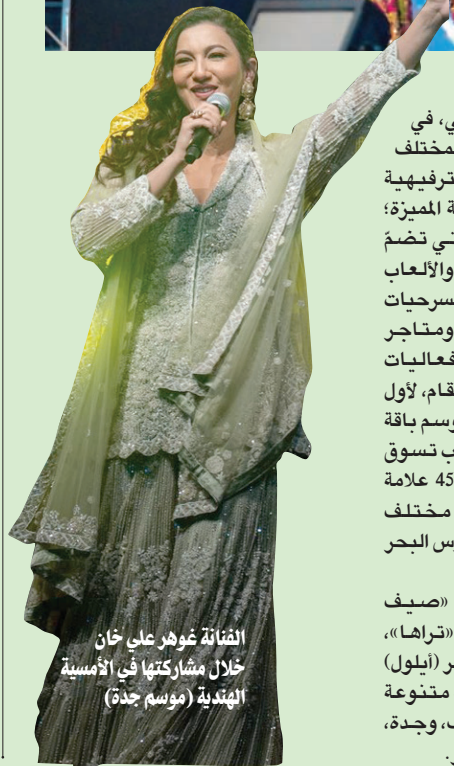 ي، في
مختلف
ترفيهية
ة المميزة؛
تي تضمّ
والألعاب
سرحيات
ومتاجر
فعاليات
قام، لأول
وسم باقة
ب تسوق
45 علامة
مختلف
س البحر
«صيف
«تراها»،
ر (أيلول)
متنوعة
، وجدة،
الفنانة غوهر علي خان
خلال مشاركتها في الأمسية
الهندية (موسم جدة)